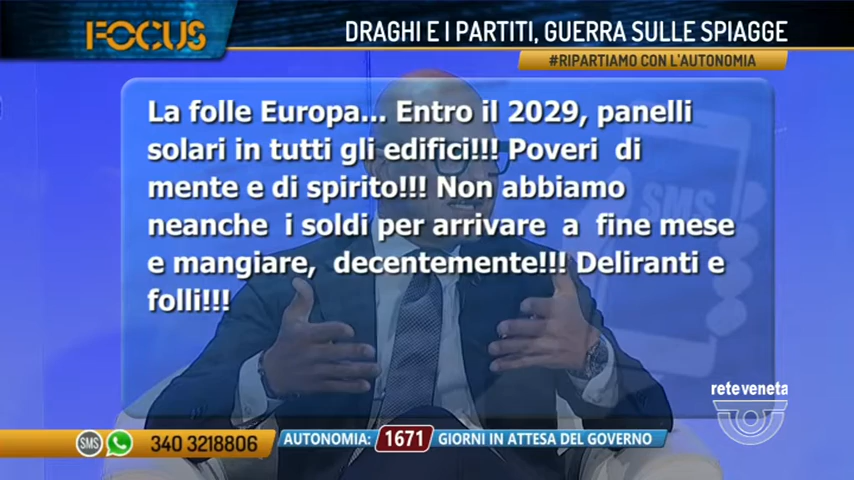 FOCUS
DRAGHI E I PARTITI, GUERRA SULLE SPIAGGE
#RIPARTIAMO CON L'AUTONOMIA
La folle Europa... Entro il 2029, panelli
solari in tutti gli edifici!!! Poveri di
mente e di spirito!!! Non abbiamo
neanche i soldi per arrivare a fine mese
e mangiare, decentemente!!! Deliranti e
folli!!!
SMS
reteveneta
SMS 340 3218806 AUTONOMIA: 1671 GIORNI IN ATTESA DEL GOVERNO